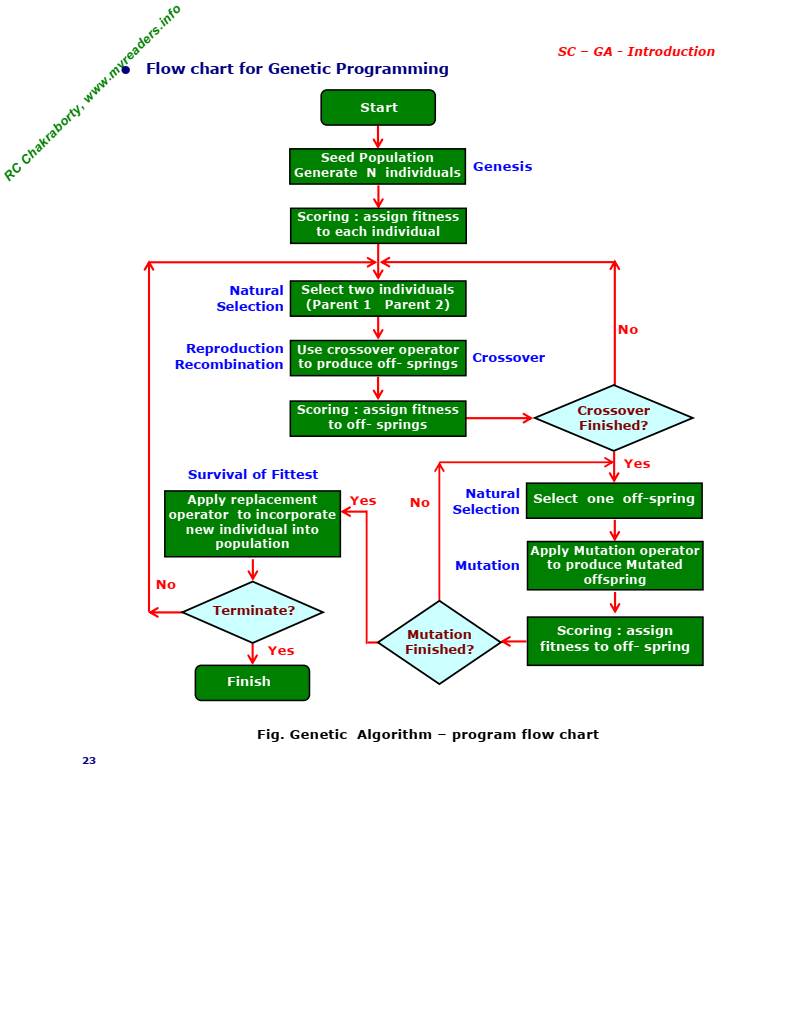 RC Chakraborty, www.myreaders.info
SC – GA - Introduction
• Flow chart for Genetic Programming
Start
Seed Population
Generate N individuals
Genesis
Scoring : assign fitness
to each individual
Natural
Selection
Select two individuals
(Parent 1 Parent 2)
No
Reproduction
Recombination
Use crossover operator
to produce off- springs
Crossover
Scoring : assign fitness
to off- springs
Crossover
Finished?
Yes
Survival of Fittest
Apply replacement
operator to incorporate
new individual into
population
Yes
No
Natural
Selection
Select one off-spring
Mutation
Apply Mutation operator
to produce Mutated
offspring
No
Terminate?
Mutation
Finished?
Scoring : assign
fitness to off- spring
Yes
Finish
Fig. Genetic Algorithm – program flow chart
23